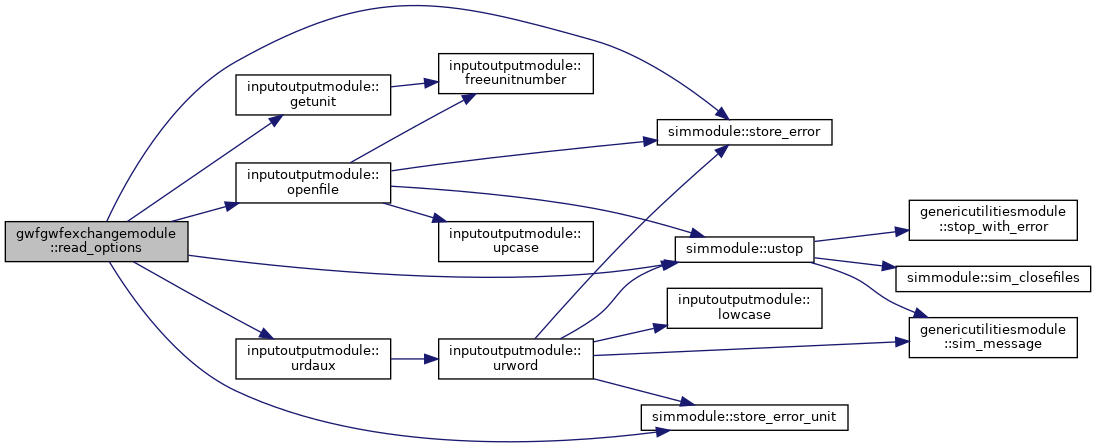 gwfgwfexchangemodule
::read_options
inputoutputmodule::
getunit
inputoutputmodule::
freeunitnumber
simmodule::store_error
inputoutputmodule::
openfile
inputoutputmodule::
upcase
simmodule::ustop
genericutilitiesmodule
::stop_with_error
simmodule::sim_closefiles
genericutilitiesmodule
::sim_message
inputoutputmodule::
urdaux
inputoutputmodule::
urword
inputoutputmodule::
lowcase
simmodule::store_error_unit